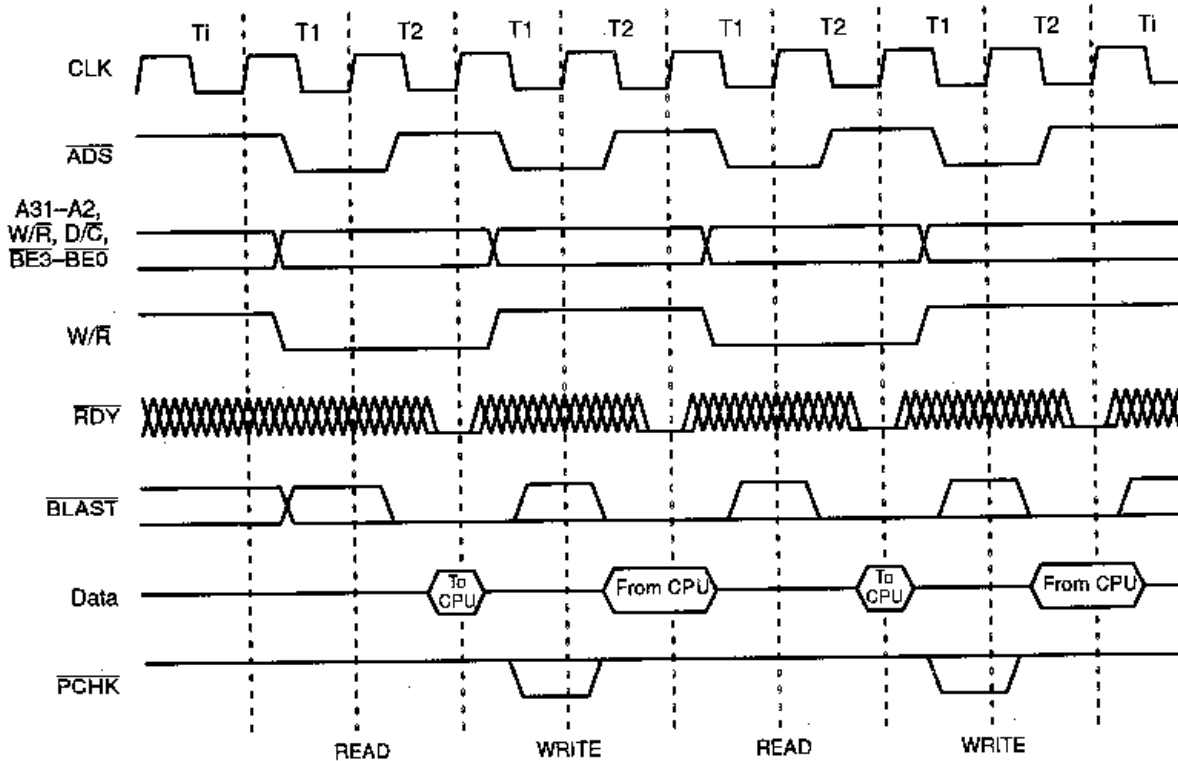 Ti T1 T2 T1 T2 T1 T2 T1 T2 Ti
CLK
ADS
A31–A2,
W/R, D/C,
BE3–BE0
W/R
RDY
BLAST
Data To CPU From CPU To CPU From CPU
PCHK
READ WRITE READ WRITE